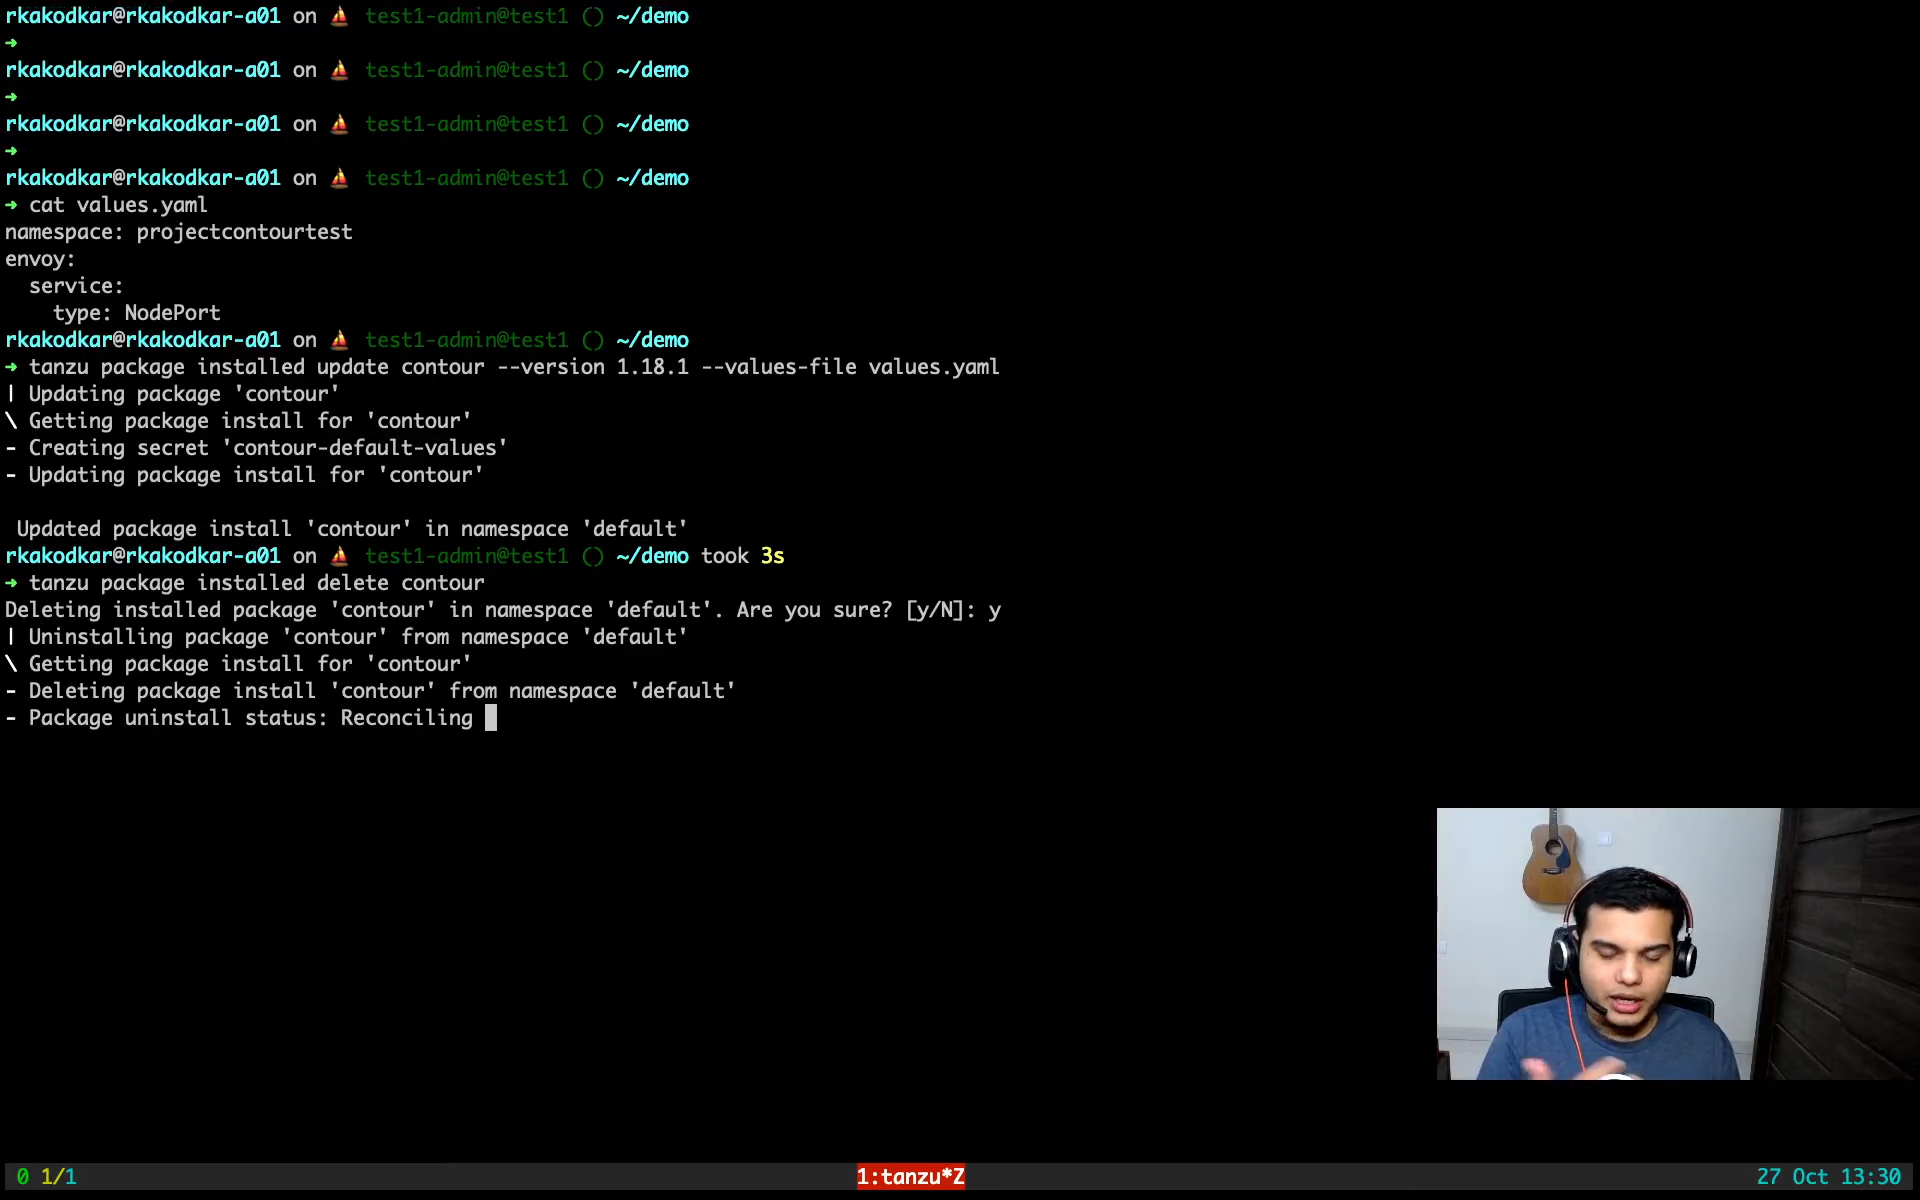 rkakodkar@rkakodkar-a01 on ⛵ test1-admin@test1 () ~/demo
➜
rkakodkar@rkakodkar-a01 on ⛵ test1-admin@test1 () ~/demo
➜
rkakodkar@rkakodkar-a01 on ⛵ test1-admin@test1 () ~/demo
➜
rkakodkar@rkakodkar-a01 on ⛵ test1-admin@test1 () ~/demo
➜ cat values.yaml
namespace: projectcontourtest
envoy:
  service:
    type: NodePort
rkakodkar@rkakodkar-a01 on ⛵ test1-admin@test1 () ~/demo
➜ tanzu package installed update contour --version 1.18.1 --values-file values.yaml
| Updating package 'contour'
\ Getting package install for 'contour'
- Creating secret 'contour-default-values'
- Updating package install for 'contour'
 Updated package install 'contour' in namespace 'default'
rkakodkar@rkakodkar-a01 on ⛵ test1-admin@test1 () ~/demo took 3s
➜ tanzu package installed delete contour
Deleting installed package 'contour' in namespace 'default'. Are you sure? [y/N]: y
| Uninstalling package 'contour' from namespace 'default'
\ Getting package install for 'contour'
- Deleting package install 'contour' from namespace 'default'
- Package uninstall status: Reconciling
0 1/1 1:tanzu*Z 27 Oct 13:30